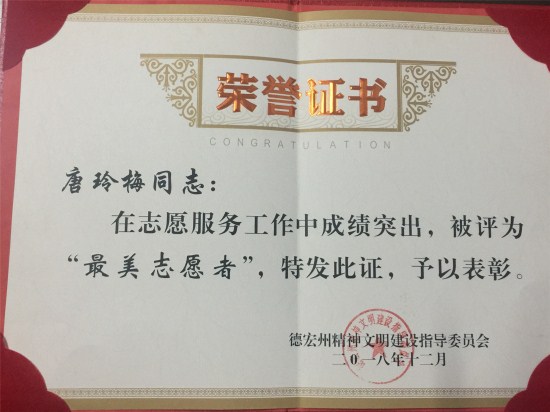 荣誉证书
CONGRATULATION
唐玲梅同志：
在志愿服务工作中成绩突出，被评为
“最美志愿者”，特发此证，予以表彰。
德宏州精神文明建设指导委员会
二0一八年十二月